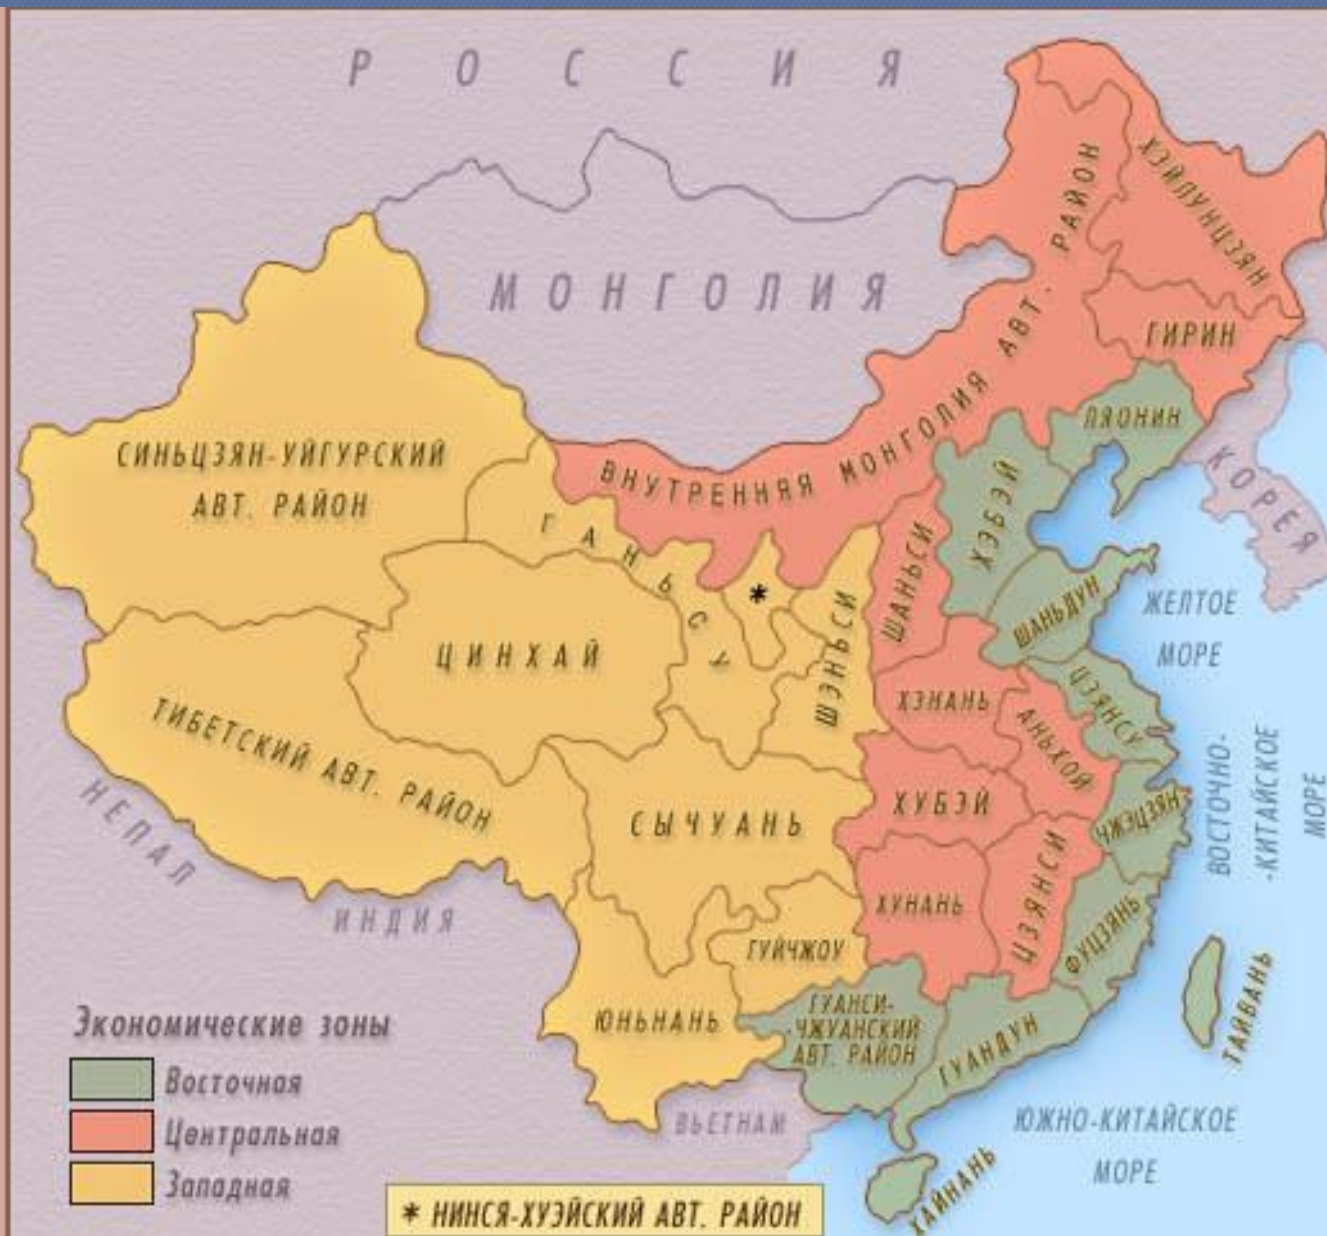 РОССИЯ
МОНГОЛИЯ
ХЭЙЛУНЦЗЯН
ВНУТРЕННЯЯ МОНГОЛИЯ АВТ. РАЙОН
ГИРИН
ЛЯОНИН
КОРЕЯ
СИНЬЦЗЯН-УЙГУРСКИЙ
АВТ. РАЙОН
ГАНЬСУ
*
ХЭБЭЙ
ШАНЬСИ
ШЭНЬСИ
ШАНЬДУН
ЖЕЛТОЕ
МОРЕ
ЦИНХАЙ
ТИБЕТСКИЙ АВТ. РАЙОН
ХЭНАНЬ
АНЬХОЙ
ЦЗЯНСУ
ВОСТОЧНО-
-КИТАЙСКОЕ
МОРЕ
НЕПАЛ
СЫЧУАНЬ
ХУБЭЙ
ЧЖЭЦЗЯН
ИНДИЯ
ХУНАНЬ
ЦЗЯНСИ
ФУЦЗЯНЬ
ГУЙЧЖОУ
ЮНЬНАНЬ
ГУАНСИ-
ЧЖУАНСКИЙ
АВТ. РАЙОН
ГУАНДУН
ТАЙВАНЬ
ВЬЕТНАМ
ЮЖНО-КИТАЙСКОЕ
МОРЕ
ХАЙНАНЬ
Экономические зоны
Восточная
Центральная
Западная
* НИНСЯ-ХУЭЙСКИЙ АВТ. РАЙОН